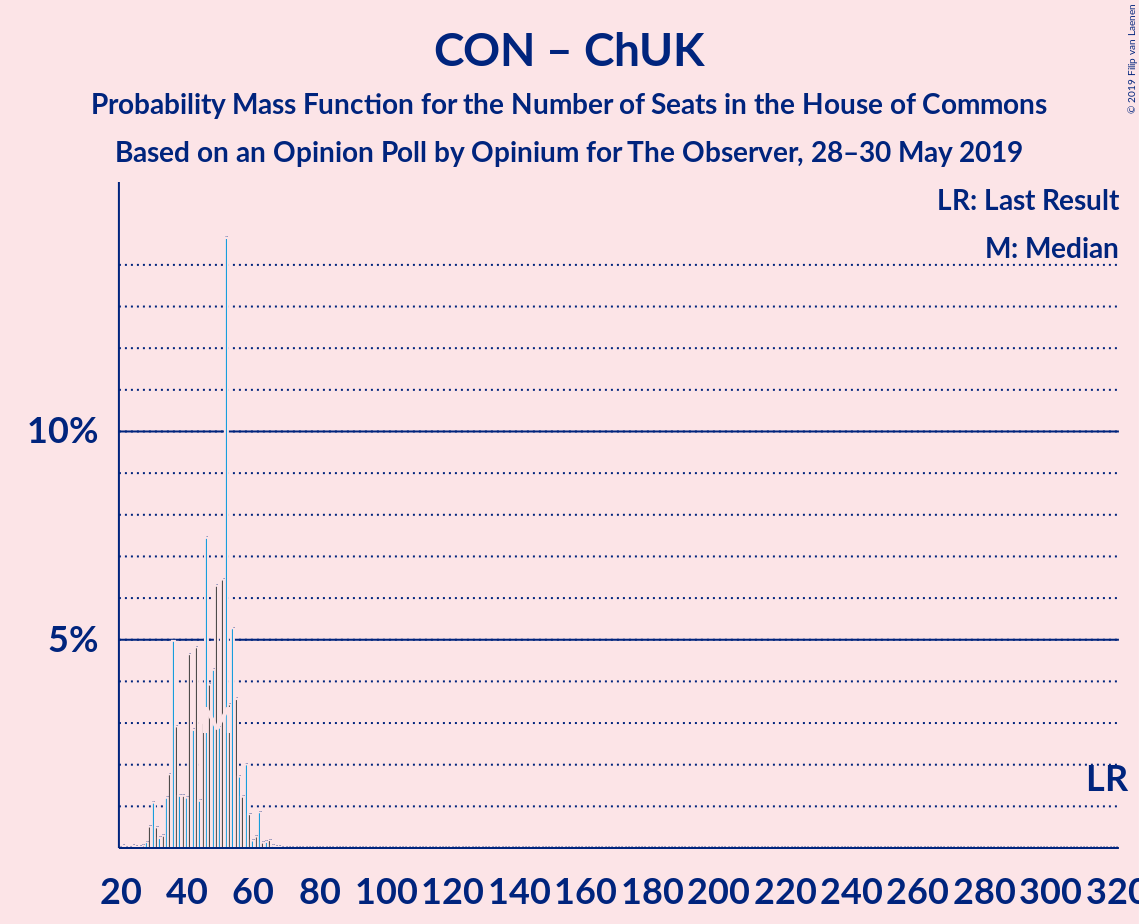 CON – ChUK
Probability Mass Function for the Number of Seats in the House of Commons
Based on an Opinion Poll by Opinium for The Observer, 28–30 May 2019
© 2019 Filip van Laenen
LR: Last Result
M: Median
10%
5%
LR
20 40 60 80 100 120 140 160 180 200 220 240 260 280 300 320